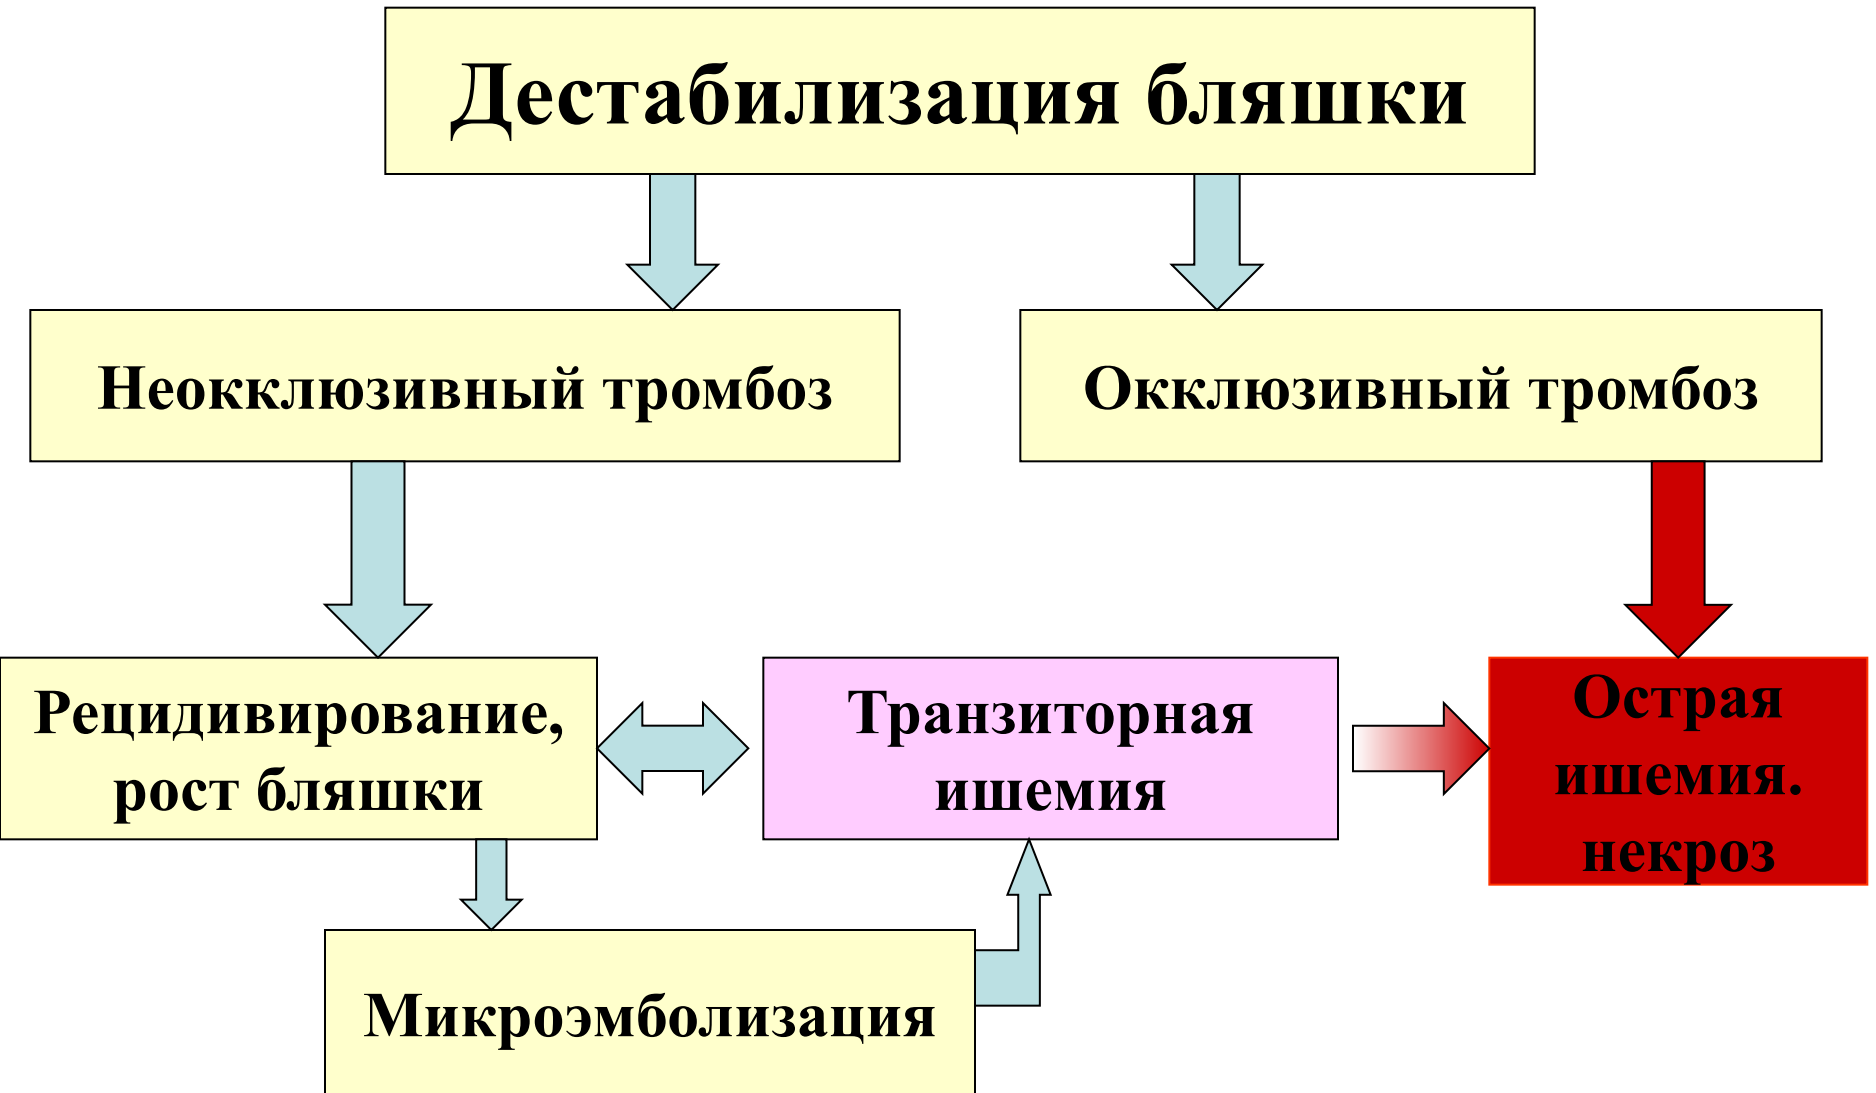 Дестабилизация бляшки
Неокклюзивный тромбоз
Окклюзивный тромбоз
Рецидивирование,
рост бляшки
Транзиторная
ишемия
Острая
ишемия.
некроз
Микроэмболизация